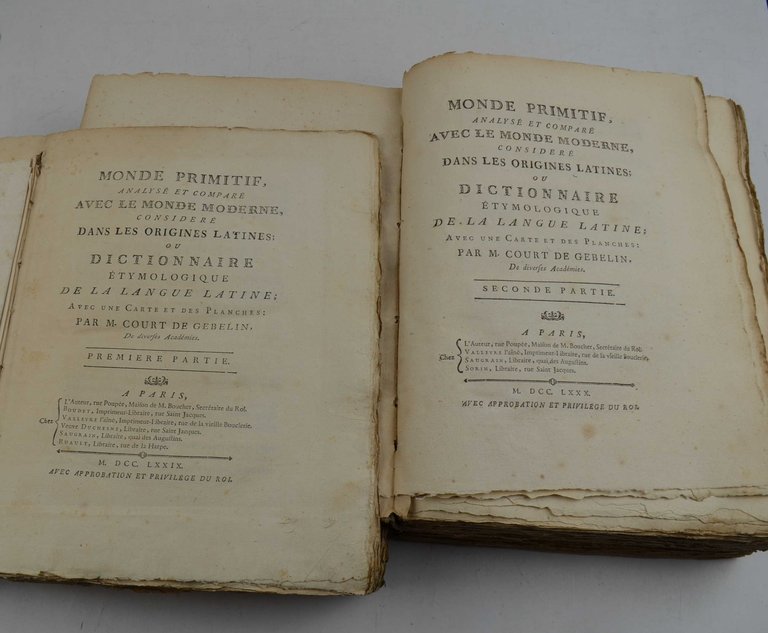 MONDE PRIMITIF,
ANALYSÉ ET COMPARÉ
AVEC LE MONDE MODERNE,
CONSIDERÉ
DANS LES ORIGINES LATINES;
OU
DICTIONNAIRE
ÉTYMOLOGIQUE
DE LA LANGUE LATINE;
AVEC UNE CARTE ET DES PLANCHES:
PAR M. COURT DE GEBELIN,
De diverses Académies.
PREMIERE PARTIE.
A PARIS,
Chez
L'Auteur, rue Poupée, Maison de M. Boucher, Secrétaire du Roi.
BOUDET, Imprimeur-Libraire, rue Saint Jacques.
VALLEYRE l'aîné, Imprimeur-Libraire, rue de la vieille Bouclerie.
Veuve DUCHESNE, Libraire, rue Saint Jacques.
SAUGRAIN, Libraire, quai des Augustins.
RUAULT, Libraire, rue de la Harpe.
M. DCC. LXXIX.
AVEC APPROBATION ET PRIVILÉGE DU ROI.
MONDE PRIMITIF,
ANALYSÉ ET COMPARÉ
AVEC LE MONDE MODERNE,
CONSIDERÉ
DANS LES ORIGINES LATINES;
OU
DICTIONNAIRE
ÉTYMOLOGIQUE
DE LA LANGUE LATINE;
AVEC UNE CARTE ET DES PLANCHES:
PAR M. COURT DE GEBELIN,
De diverses Académies.
SECONDE PARTIE.
A PARIS,
Chez
L'Auteur, rue Poupée, Maison de M. Boucher, Secrétaire du Roi.
VALLEYRE l'aîné, Imprimeur-Libraire, rue de la vieille Bouclerie.
SAUGRAIN, Libraire, quai des Augustins.
SORIN, Libraire, rue Saint Jacques.
M. DCC. LXXX.
AVEC APPROBATION ET PRIVILÉGE DU ROI.